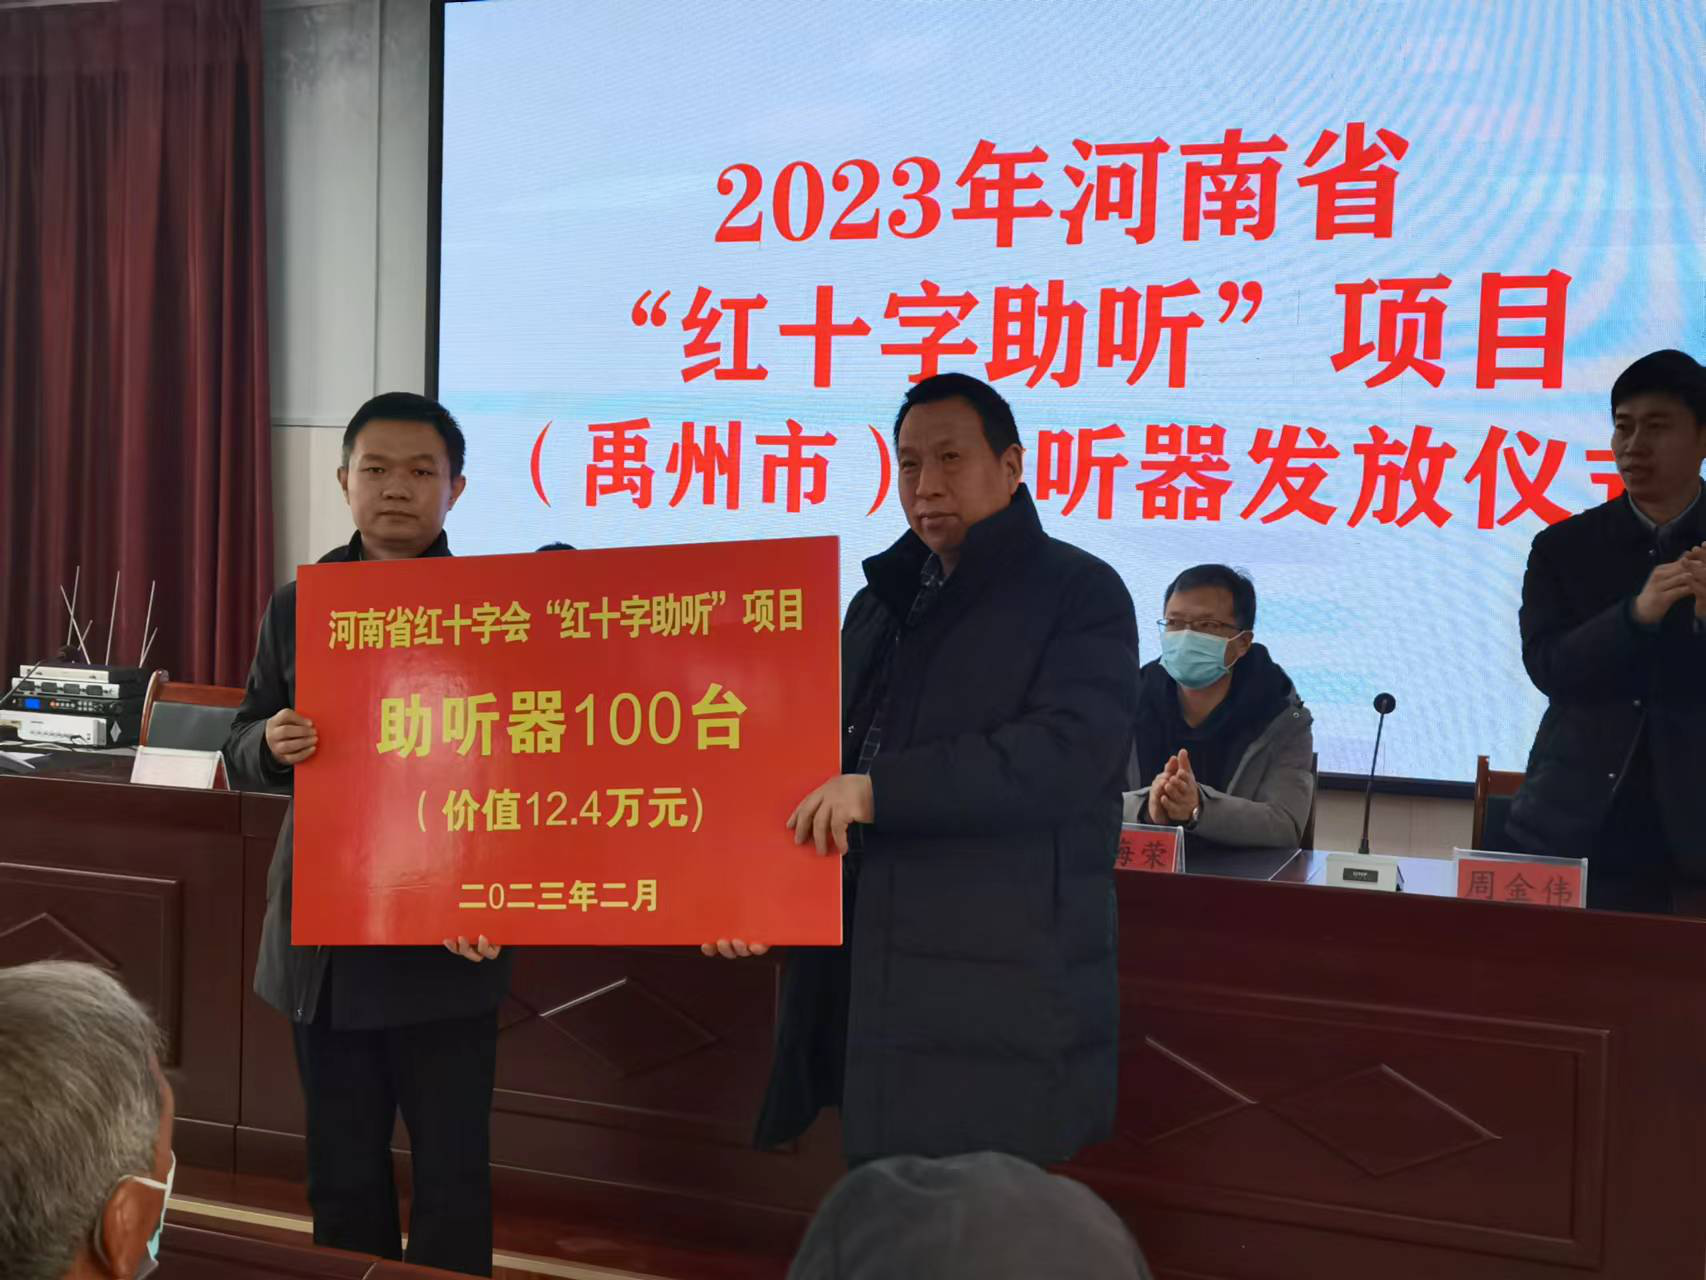 2023年河南省
“红十字助听”项目
（禹州市）听器发放仪式
河南省红十字会“红十字助听”项目
助听器100台
（价值12.4万元）
二0二三年二月
海荣
周金伟